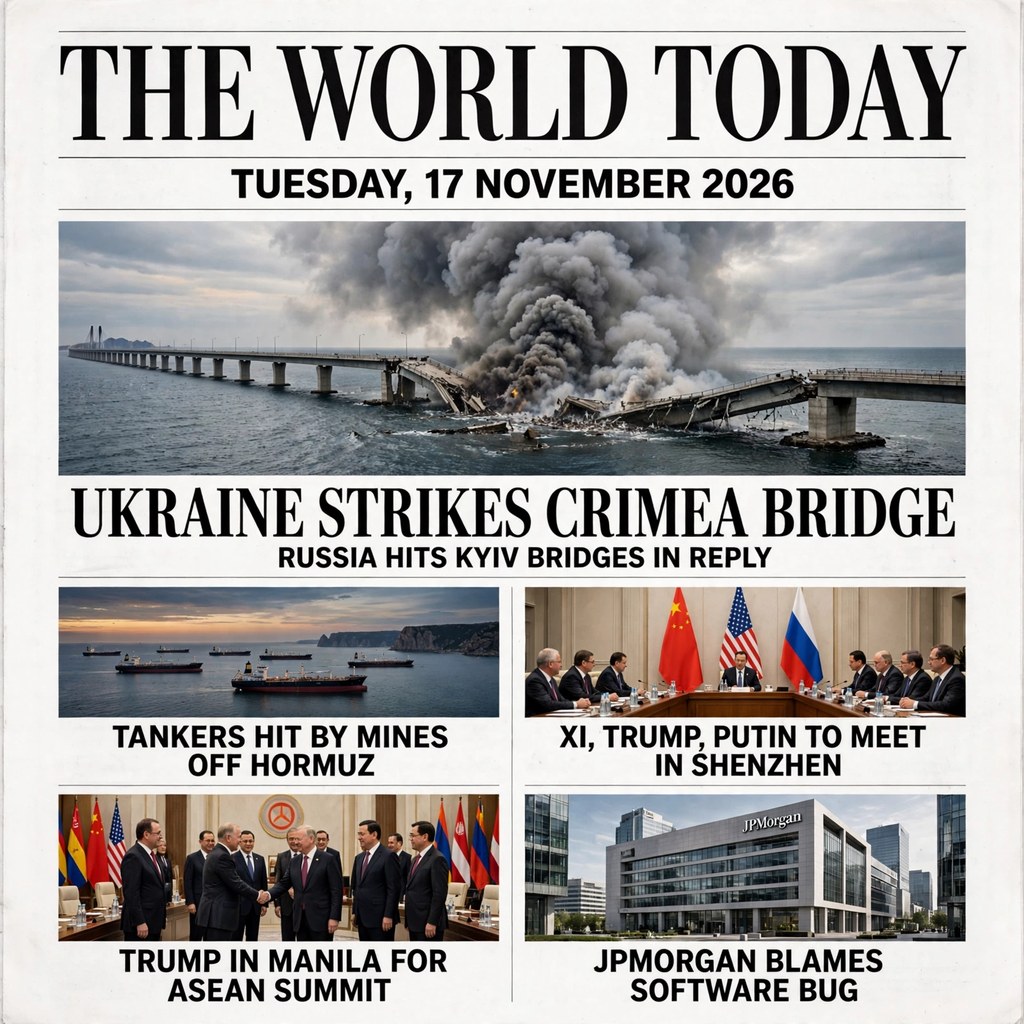 THE WORLD TODAY
TUESDAY, 17 NOVEMBER 2026
UKRAINE STRIKES CRIMEA BRIDGE
RUSSIA HITS KYIV BRIDGES IN REPLY
TANKERS HIT BY MINES
OFF HORMUZ
XI, TRUMP, PUTIN TO MEET
IN SHENZHEN
JPMorgan
TRUMP IN MANILA FOR
ASEAN SUMMIT
JPMORGAN BLAMES
SOFTWARE BUG